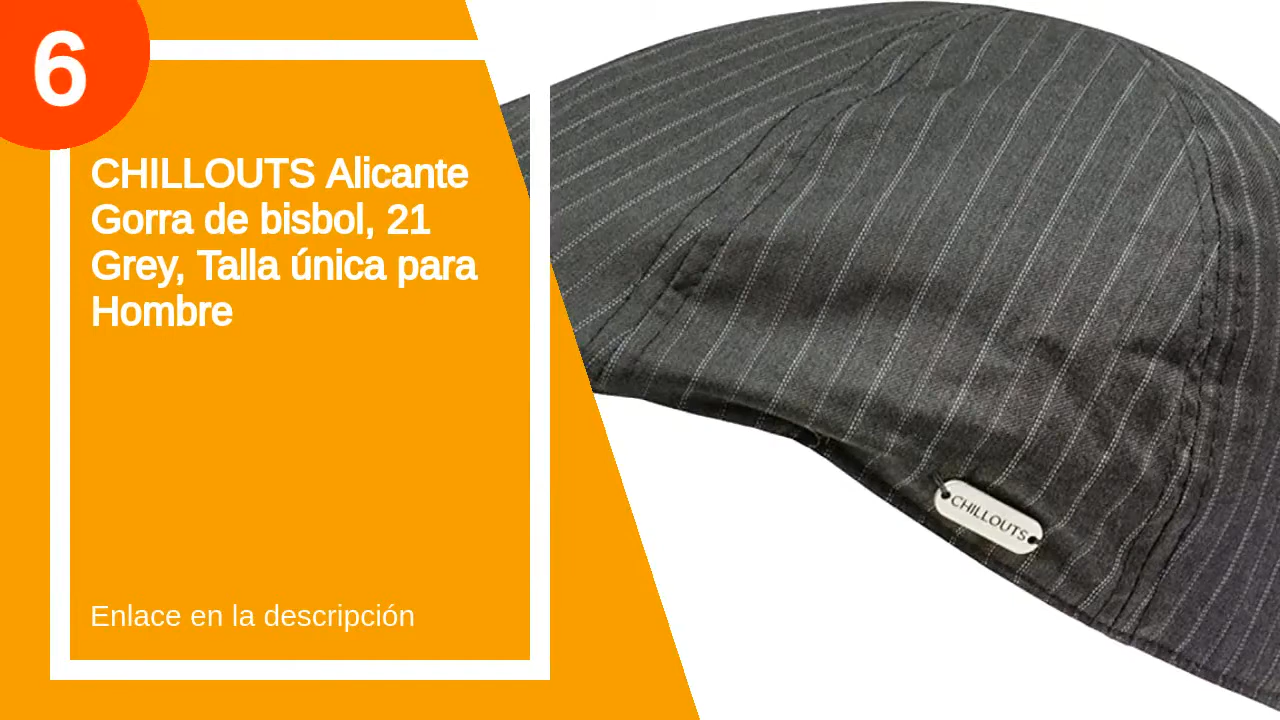 6
CHILLOUTS Alicante
Gorra de bisbol, 21
Grey, Talla única para
Hombre
Enlace en la descripción
CHILLOUTS